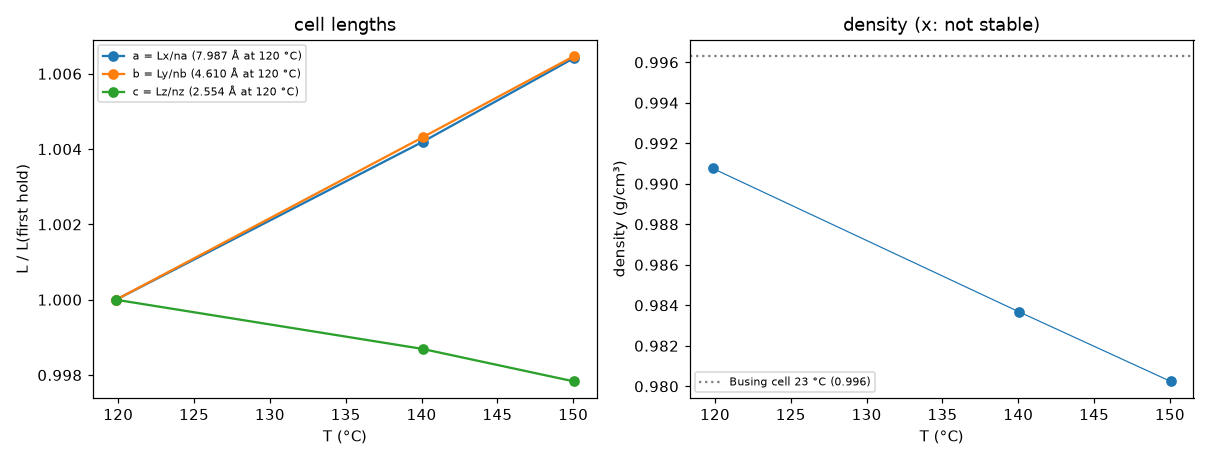 cell lengths
a = Lx/na (7.987 Å at 120 °C)
b = Ly/nb (4.610 Å at 120 °C)
c = Lz/nz (2.554 Å at 120 °C)
L / L(first hold)
1.006
1.004
1.002
1.000
0.998
120
125
130
135
140
145
150
T (°C)
density (x: not stable)
density (g/cm³)
0.996
0.994
0.992
0.990
0.988
0.986
0.984
0.982
0.980
Busing cell 23 °C (0.996)
120
125
130
135
140
145
150
T (°C)